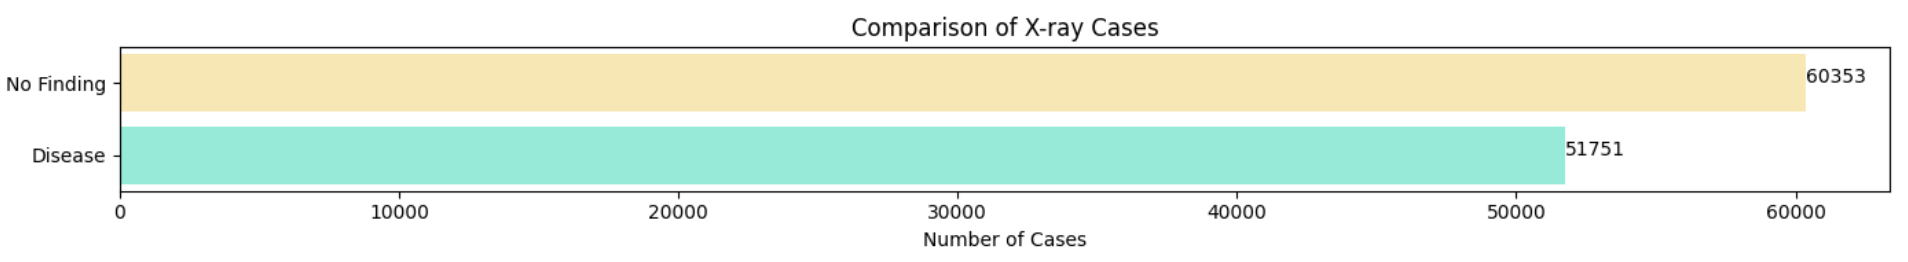 Comparison of X-ray Cases
No Finding
60353
Disease
51751
0 10000 20000 30000 40000 50000 60000
Number of Cases